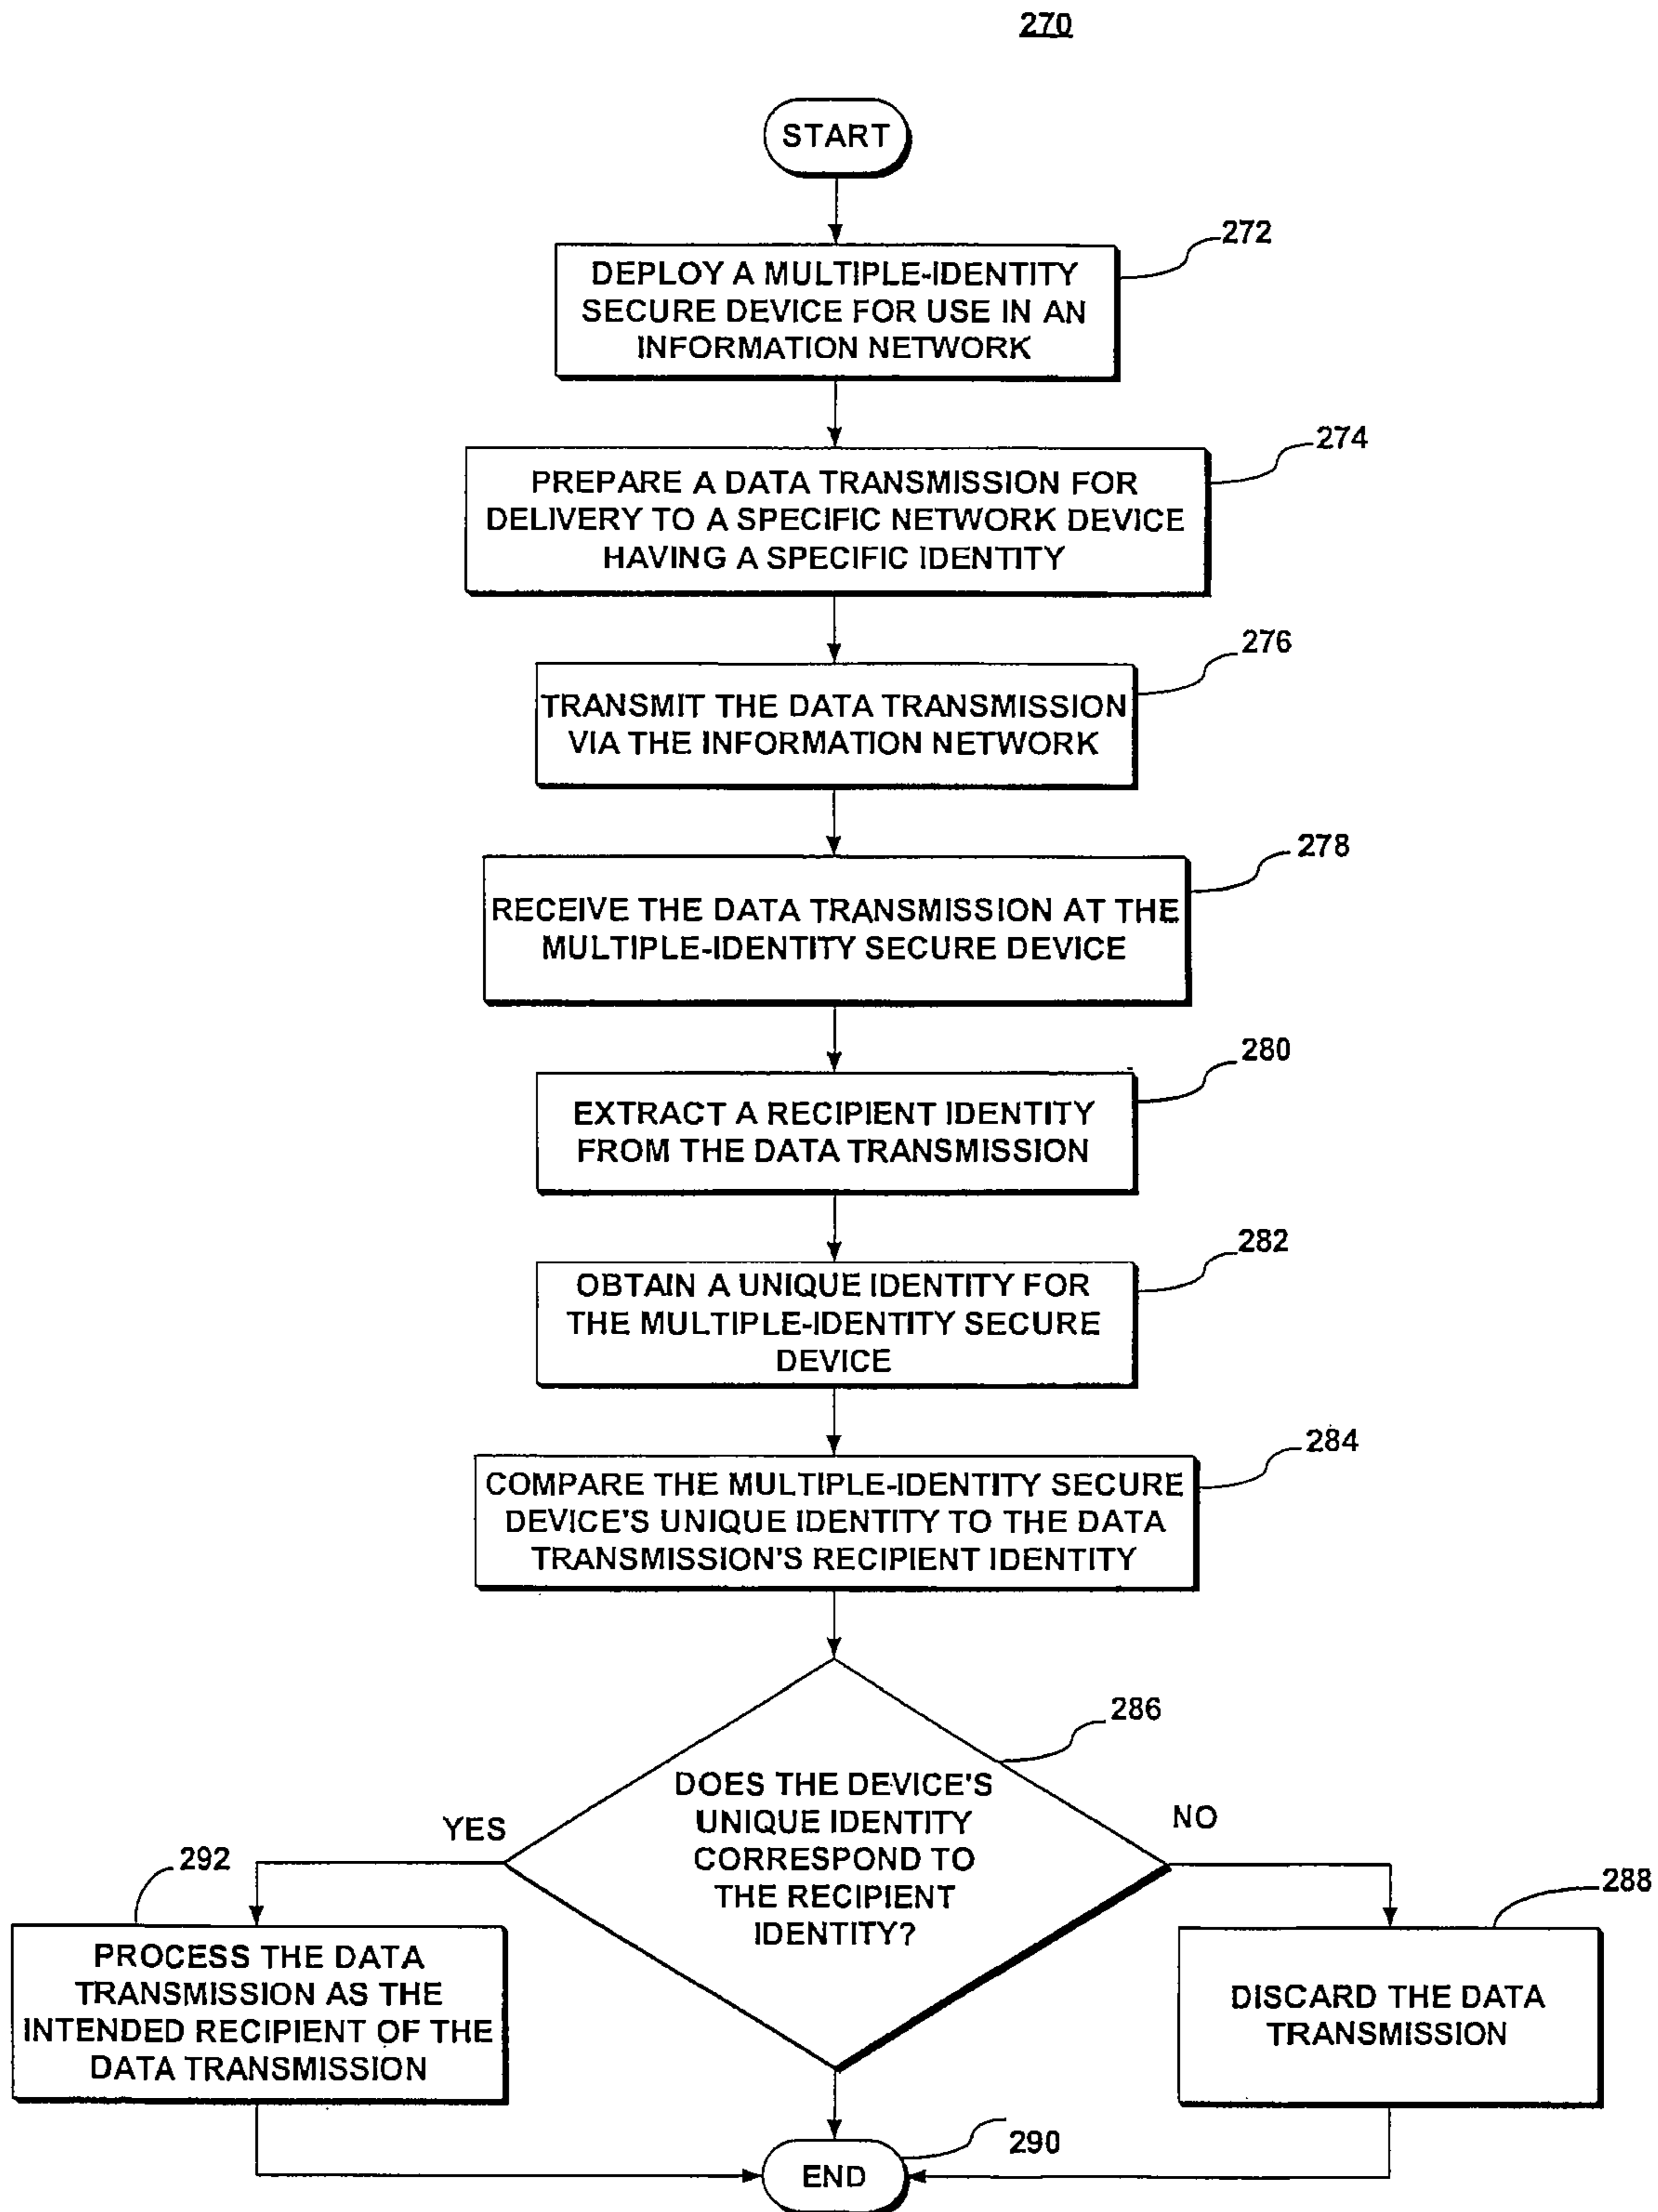 270
START
272
DEPLOY A MULTIPLE-IDENTITY
SECURE DEVICE FOR USE IN AN
INFORMATION NETWORK
274
PREPARE A DATA TRANSMISSION FOR
DELIVERY TO A SPECIFIC NETWORK DEVICE
HAVING A SPECIFIC IDENTITY
276
TRANSMIT THE DATA TRANSMISSION
VIA THE INFORMATION NETWORK
278
RECEIVE THE DATA TRANSMISSION AT THE
MULTIPLE-IDENTITY SECURE DEVICE
280
EXTRACT A RECIPIENT IDENTITY
FROM THE DATA TRANSMISSION
282
OBTAIN A UNIQUE IDENTITY FOR
THE MULTIPLE-IDENTITY SECURE
DEVICE
284
COMPARE THE MULTIPLE-IDENTITY SECURE
DEVICE'S UNIQUE IDENTITY TO THE DATA
TRANSMISSION'S RECIPIENT IDENTITY
286
DOES THE DEVICE'S
UNIQUE IDENTITY
CORRESPOND TO
THE RECIPIENT
IDENTITY?
YES
NO
292
PROCESS THE DATA
TRANSMISSION AS THE
INTENDED RECIPIENT OF THE
DATA TRANSMISSION
288
DISCARD THE DATA
TRANSMISSION
290
END